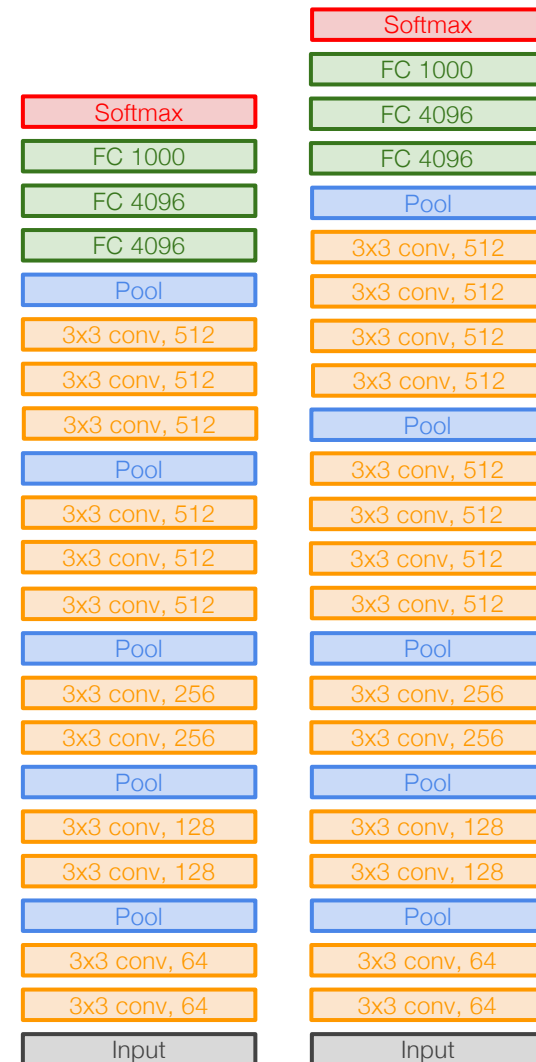 Softmax
FC 1000
FC 4096
FC 4096
Pool
3x3 conv, 512
3x3 conv, 512
3x3 conv, 512
Pool
3x3 conv, 512
3x3 conv, 512
3x3 conv, 512
Pool
3x3 conv, 256
3x3 conv, 256
Pool
3x3 conv, 128
3x3 conv, 128
Pool
3x3 conv, 64
3x3 conv, 64
Input
Softmax
FC 1000
FC 4096
FC 4096
Pool
3x3 conv, 512
3x3 conv, 512
3x3 conv, 512
3x3 conv, 512
Pool
3x3 conv, 512
3x3 conv, 512
3x3 conv, 512
3x3 conv, 512
Pool
3x3 conv, 256
3x3 conv, 256
Pool
3x3 conv, 128
3x3 conv, 128
Pool
3x3 conv, 64
3x3 conv, 64
Input